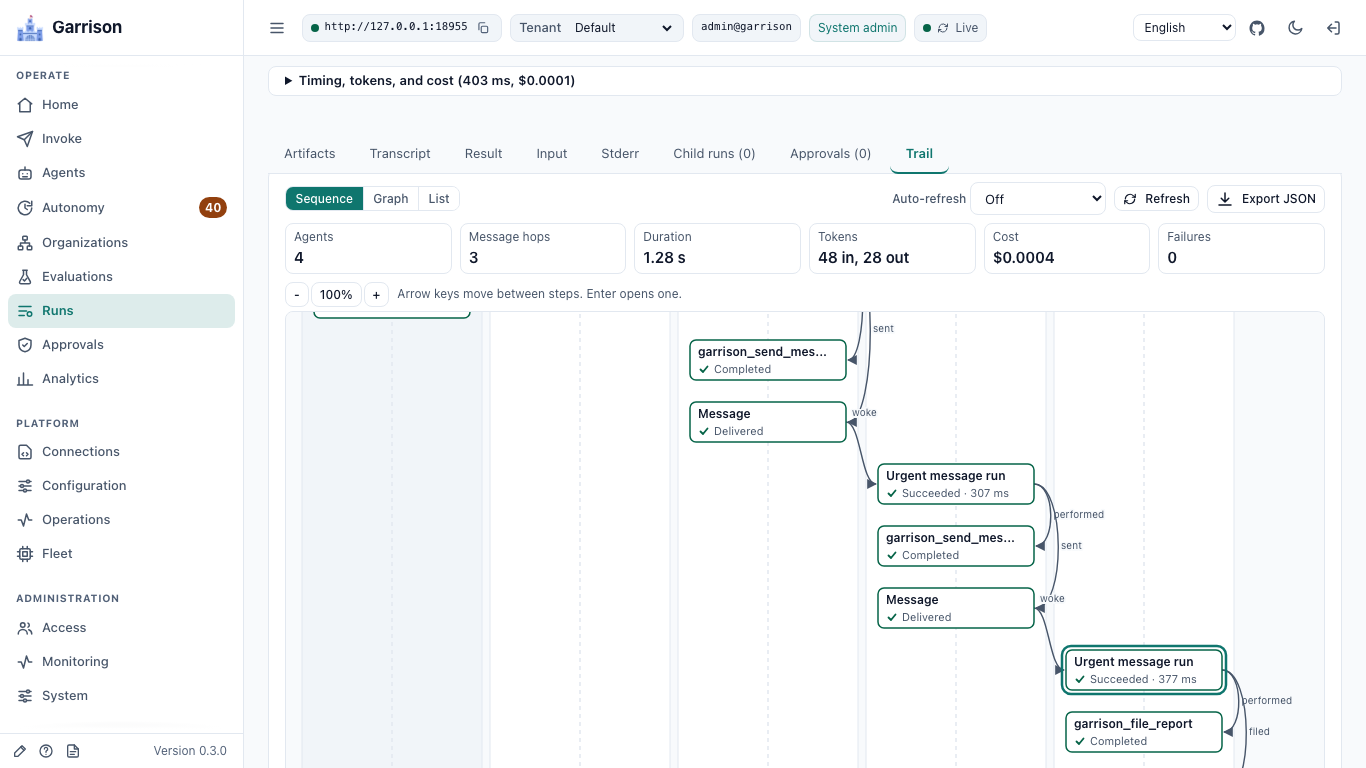 Garrison
http://127.0.0.1:18955
Tenant Default
admin@garrison
System admin
Live
English
OPERATE
Home
Invoke
Agents
Autonomy 40
Organizations
Evaluations
Runs
Approvals
Analytics
PLATFORM
Connections
Configuration
Operations
Fleet
ADMINISTRATION
Access
Monitoring
System
Version 0.3.0
Timing, tokens, and cost (403 ms, $0.0001)
Artifacts Transcript Result Input Stderr Child runs (0) Approvals (0) Trail
Sequence Graph List
Auto-refresh Off Refresh Export JSON
Agents
4
Message hops
3
Duration
1.28 s
Tokens
48 in, 28 out
Cost
$0.0004
Failures
0
- 100% + Arrow keys move between steps. Enter opens one.
sent
garrison_send_mes...
Completed
woke
Message
Delivered
Urgent message run
Succeeded · 307 ms
performed
garrison_send_mes...
sent
Completed
woke
Message
Delivered
Urgent message run
Succeeded · 377 ms
performed
garrison_file_report
filed
Completed